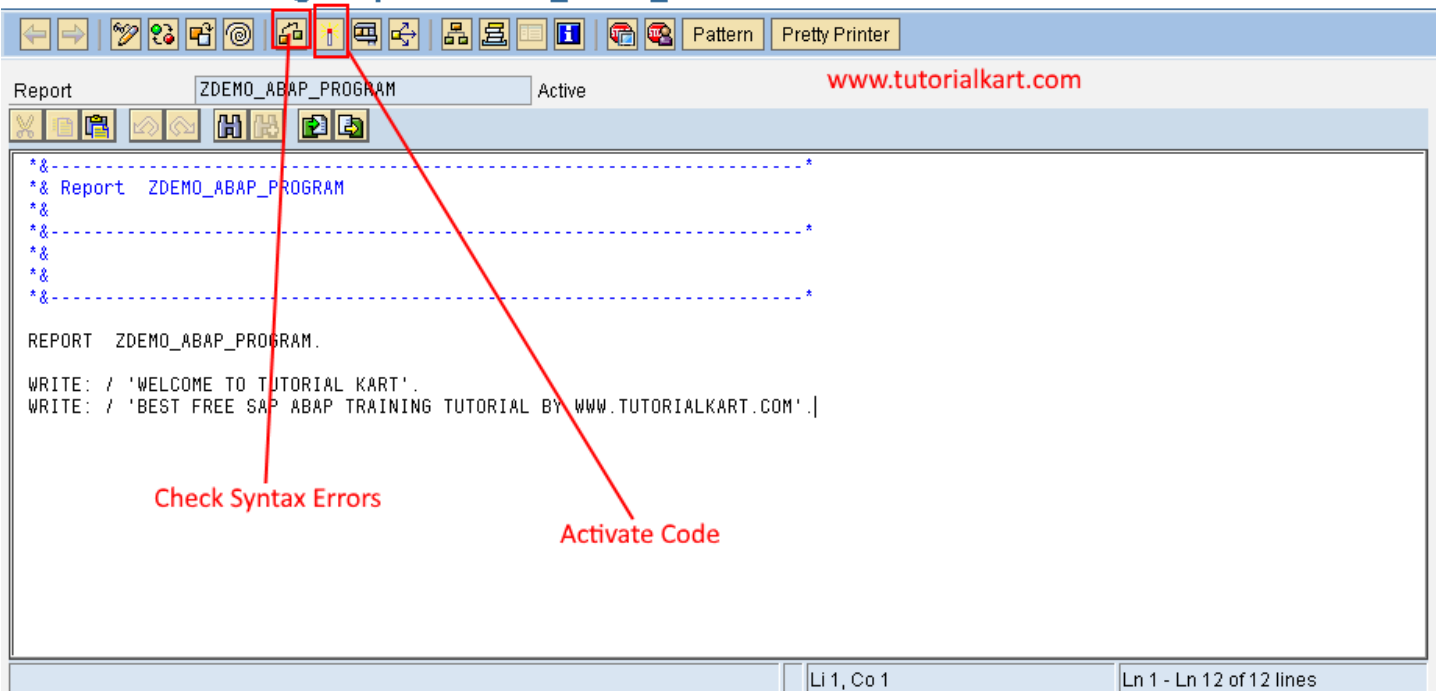 Pattern Pretty Printer
Report ZDEMO_ABAP_PROGRAM Active www.tutorialkart.com
*&---------------------------------------------------------------------*
*& Report ZDEMO_ABAP_PROGRAM
*&
*&---------------------------------------------------------------------*
*&
*&
*&---------------------------------------------------------------------*
REPORT ZDEMO_ABAP_PROGRAM.
WRITE: / 'WELCOME TO TUTORIAL KART'.
WRITE: / 'BEST FREE SAP ABAP TRAINING TUTORIAL BY WWW.TUTORIALKART.COM'.
Check Syntax Errors
Activate Code
Li 1, Co 1 Ln 1 - Ln 12 of 12 lines